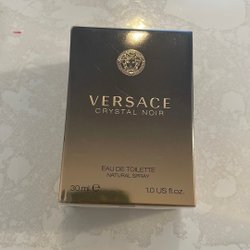 VERSACE
CRYSTAL NOIR
EAU DE TOILETTE
NATURAL SPRAY
30 ml ℮ 1.0 US fl.oz.